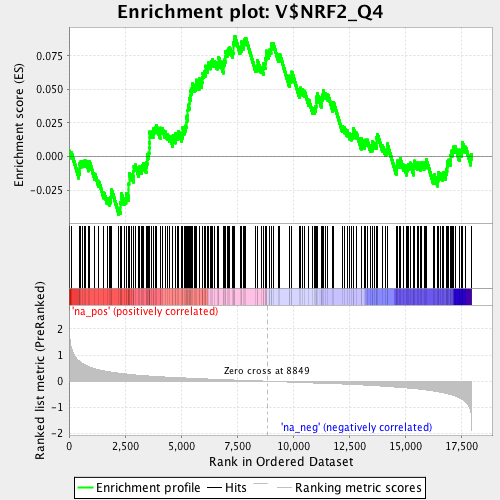 Enrichment plot: V$NRF2_Q4
Enrichment score (ES)
0.075
0.050
0.025
0.000
-0.025
'na_pos' (positively correlated)
Ranked list metric (PreRanked)
2
1
0
-1
-2
Zero cross at 8849
'na_neg' (negatively correlated)
0
2,500
5,000
7,500
10,000
12,500
15,000
17,500
Rank in Ordered Dataset
Enrichment profile
Hits
Ranking metric scores